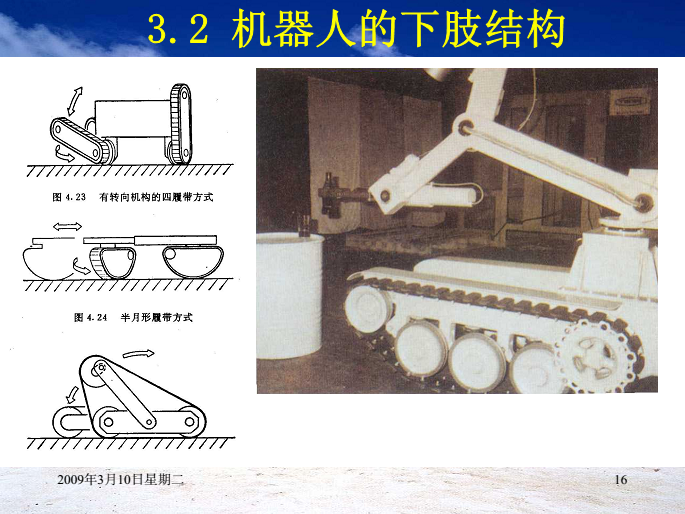 3.2 机器人的下肢结构
图 4.23 有转向机构的四履带方式
图 4.24 半月形履带方式
2009年3月10日星期二
16